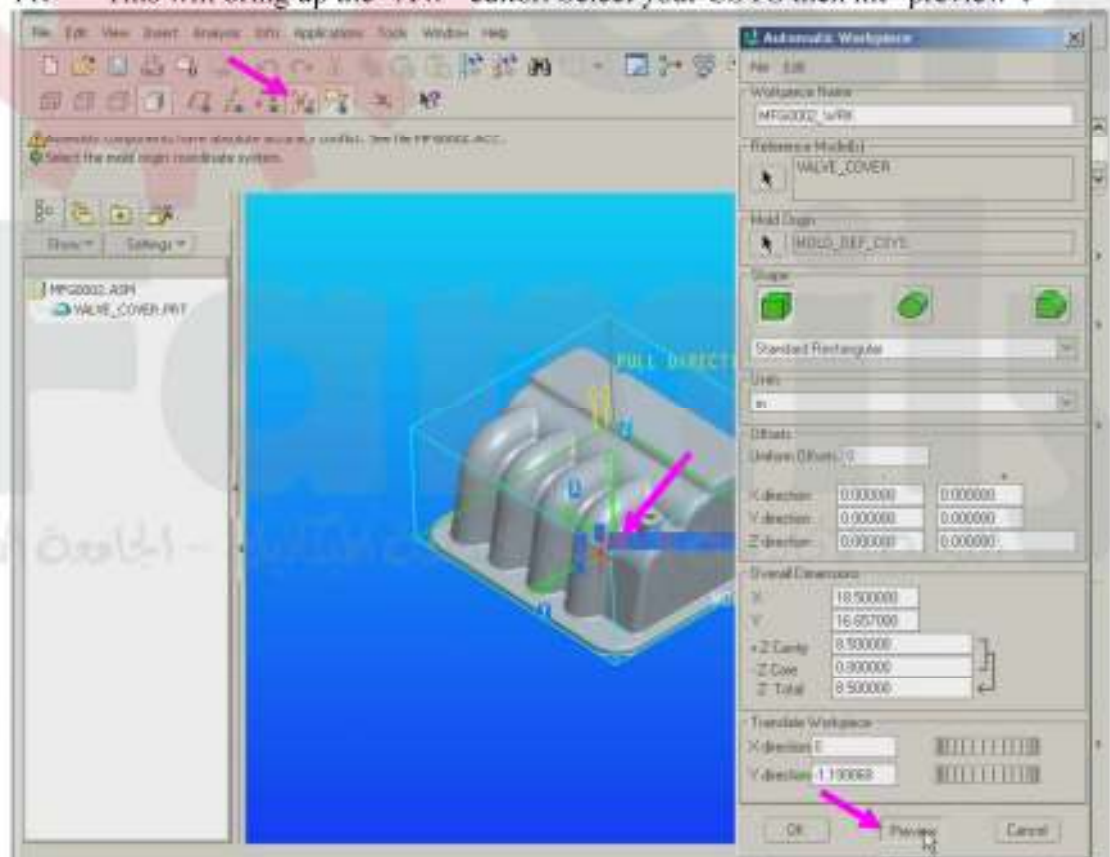 This will bring up the
editor. Select your CSYS then hit "preview".
File Edit View Insert Analysis Info Applications Tools Window Help
Select the mold origin coordinate system.
Show
Settings
MFG0002.ASM
VALVE_COVER.PRT
PULL DIRECTI
Automatic Workpiece
File Edit
Workpiece Name
MFG0002_WRK
Reference Model(s)
VALVE_COVER
Mold Origin
MOLD_DEF_CSYS
Shape
Standard Rectangular
Units
in
Offsets
Uniform Offsets
- +
X direction 0.000000 0.000000
Y direction 0.000000 0.000000
Z direction 0.000000 0.000000
Overall Dimensions
X 18.500000
Y 16.657000
+Z Cavity 8.500000
-Z Core 0.000000
Z Total 8.500000
Translate Workpiece
X direction 0
Y direction -1.190068
OK Preview Cancel
الجامعة